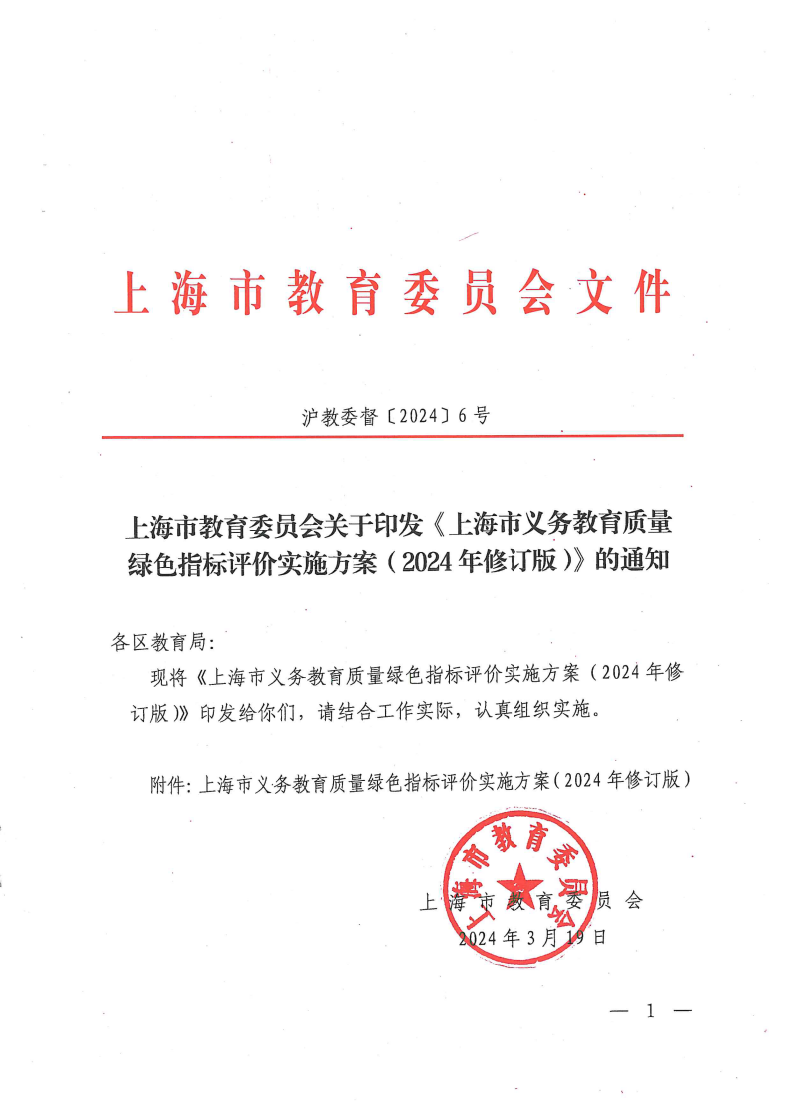 上海市教育委员会文件
沪教委督〔2024〕6号
上海市教育委员会关于印发《上海市义务教育质量
绿色指标评价实施方案（2024年修订版）》的通知
各区教育局：
现将《上海市义务教育质量绿色指标评价实施方案（2024年修
订版）》印发给你们，请结合工作实际，认真组织实施。
附件：上海市义务教育质量绿色指标评价实施方案（2024年修订版）
上海市教育委员会
上海市教育委员会
2024年3月19日
— 1 —